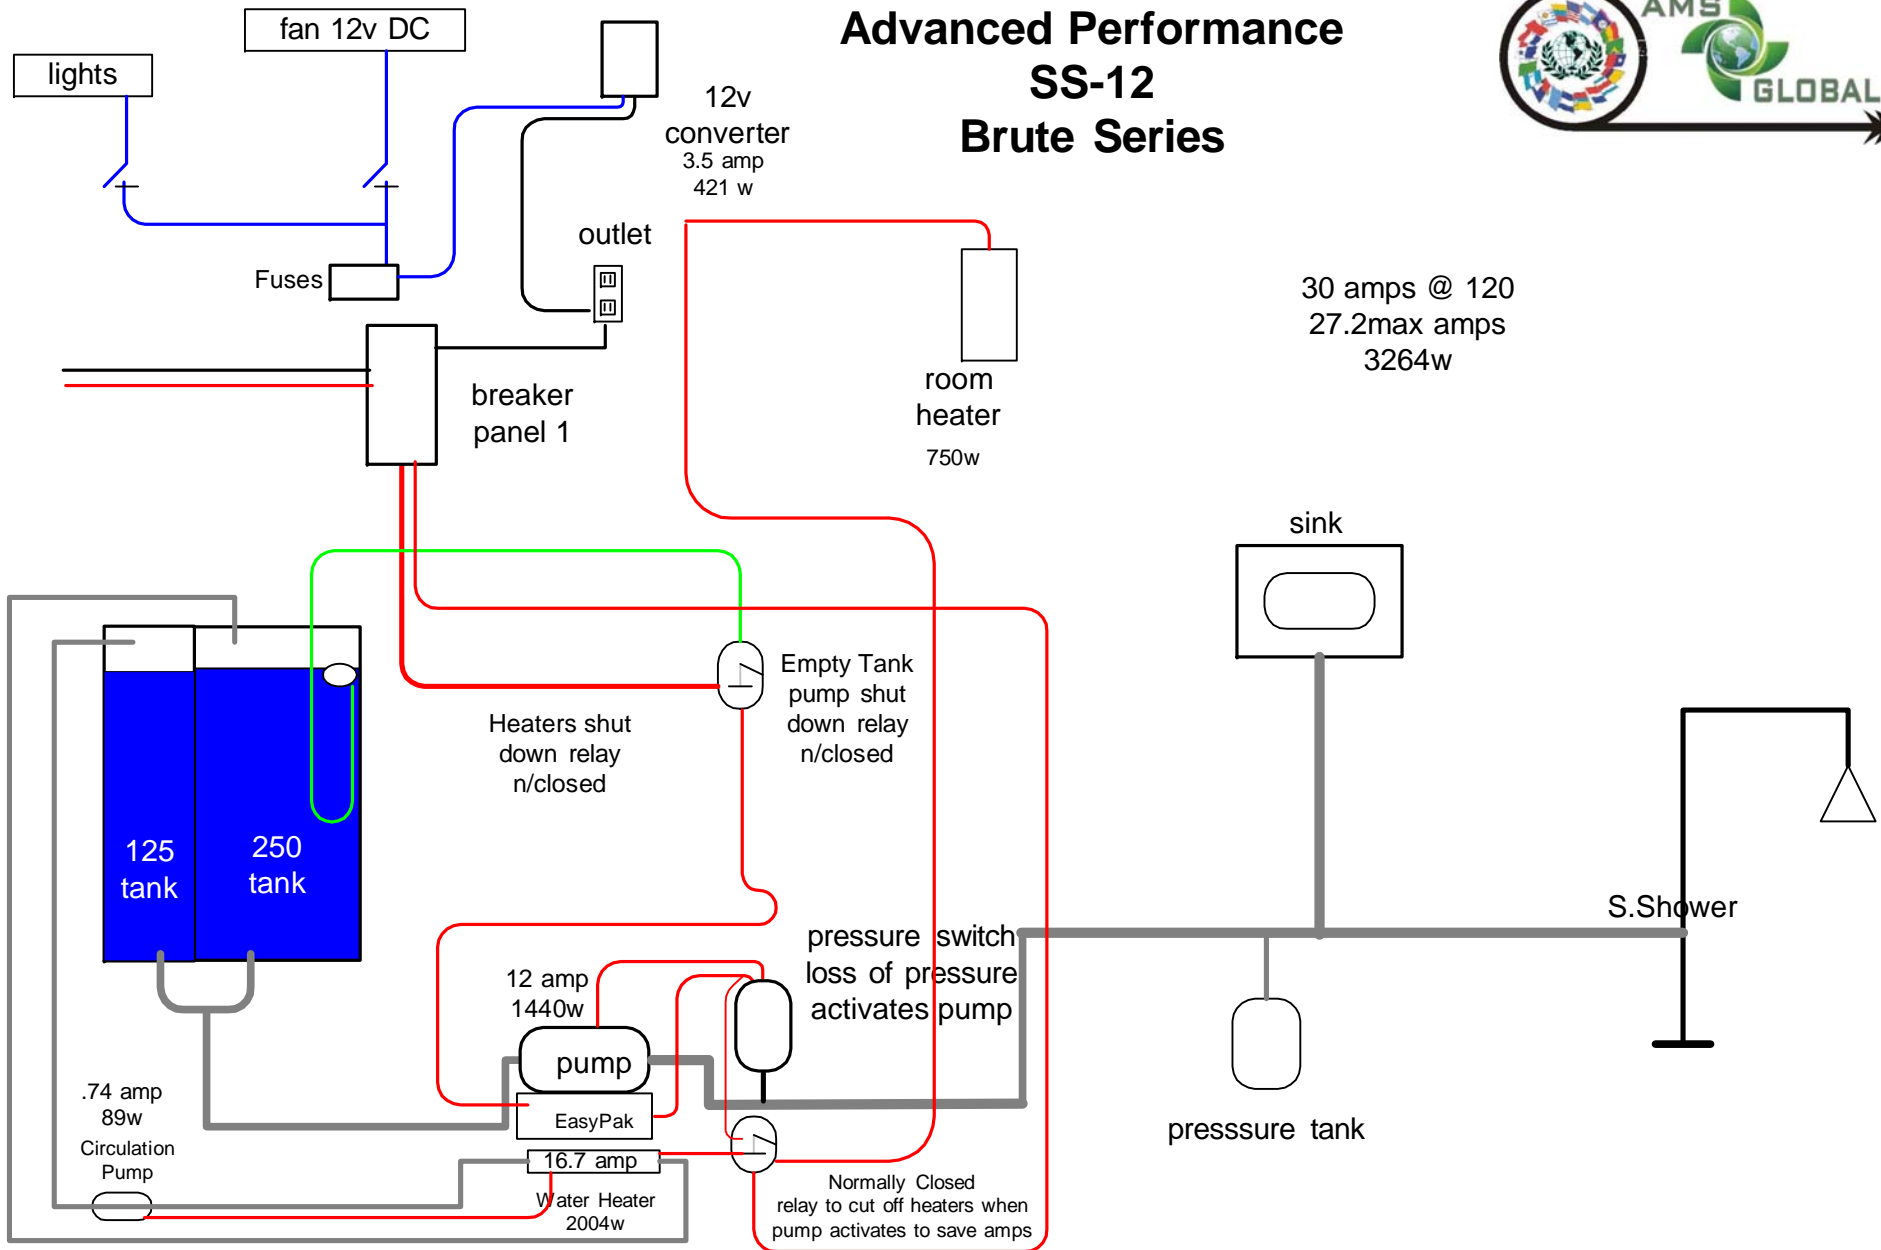 Advanced Performance
SS-12
Brute Series
AMS
GLOBAL
fan 12v DC
lights
12v
converter
3.5 amp
421 w
outlet
Fuses
30 amps @ 120
27.2max amps
3264w
breaker
panel 1
room
heater
750w
sink
Empty Tank
pump shut
down relay
n/closed
Heaters shut
down relay
n/closed
125
tank
250
tank
S.Shower
pressure switch
loss of pressure
activates pump
12 amp
1440w
pump
EasyPak
.74 amp
89w
Circulation
Pump
16.7 amp
Water Heater
2004w
Normally Closed
relay to cut off heaters when
pump activates to save amps
presssure tank